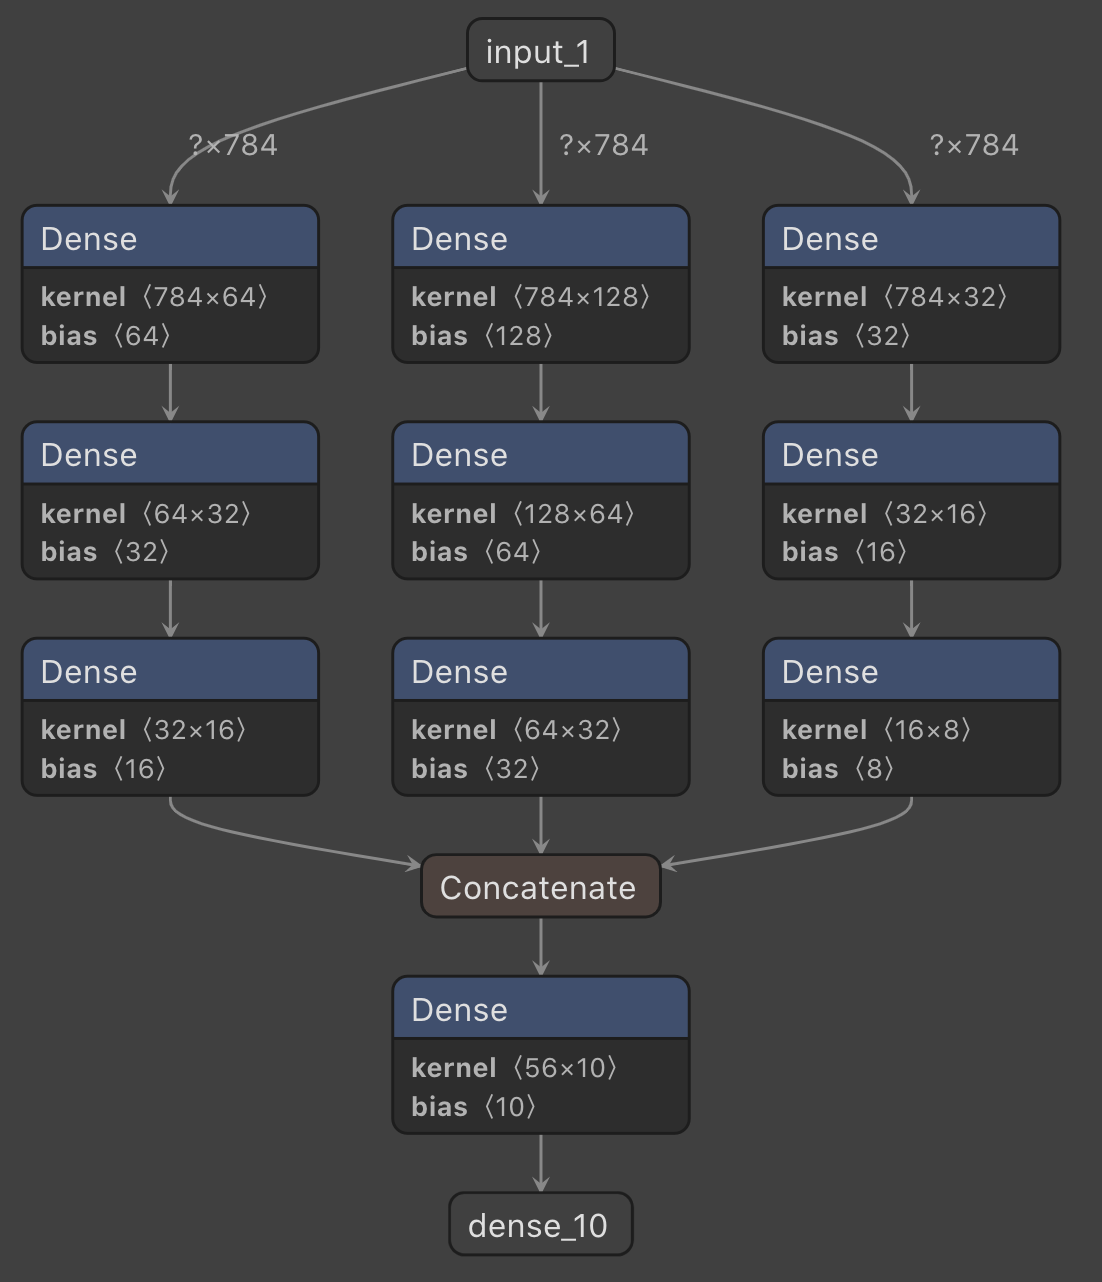 input_1
?×784
?×784
?×784
Dense
kernel 〈784×64〉
bias 〈64〉
Dense
kernel 〈784×128〉
bias 〈128〉
Dense
kernel 〈784×32〉
bias 〈32〉
Dense
kernel 〈64×32〉
bias 〈32〉
Dense
kernel 〈128×64〉
bias 〈64〉
Dense
kernel 〈32×16〉
bias 〈16〉
Dense
kernel 〈32×16〉
bias 〈16〉
Dense
kernel 〈64×32〉
bias 〈32〉
Dense
kernel 〈16×8〉
bias 〈8〉
Concatenate
Dense
kernel 〈56×10〉
bias 〈10〉
dense_10